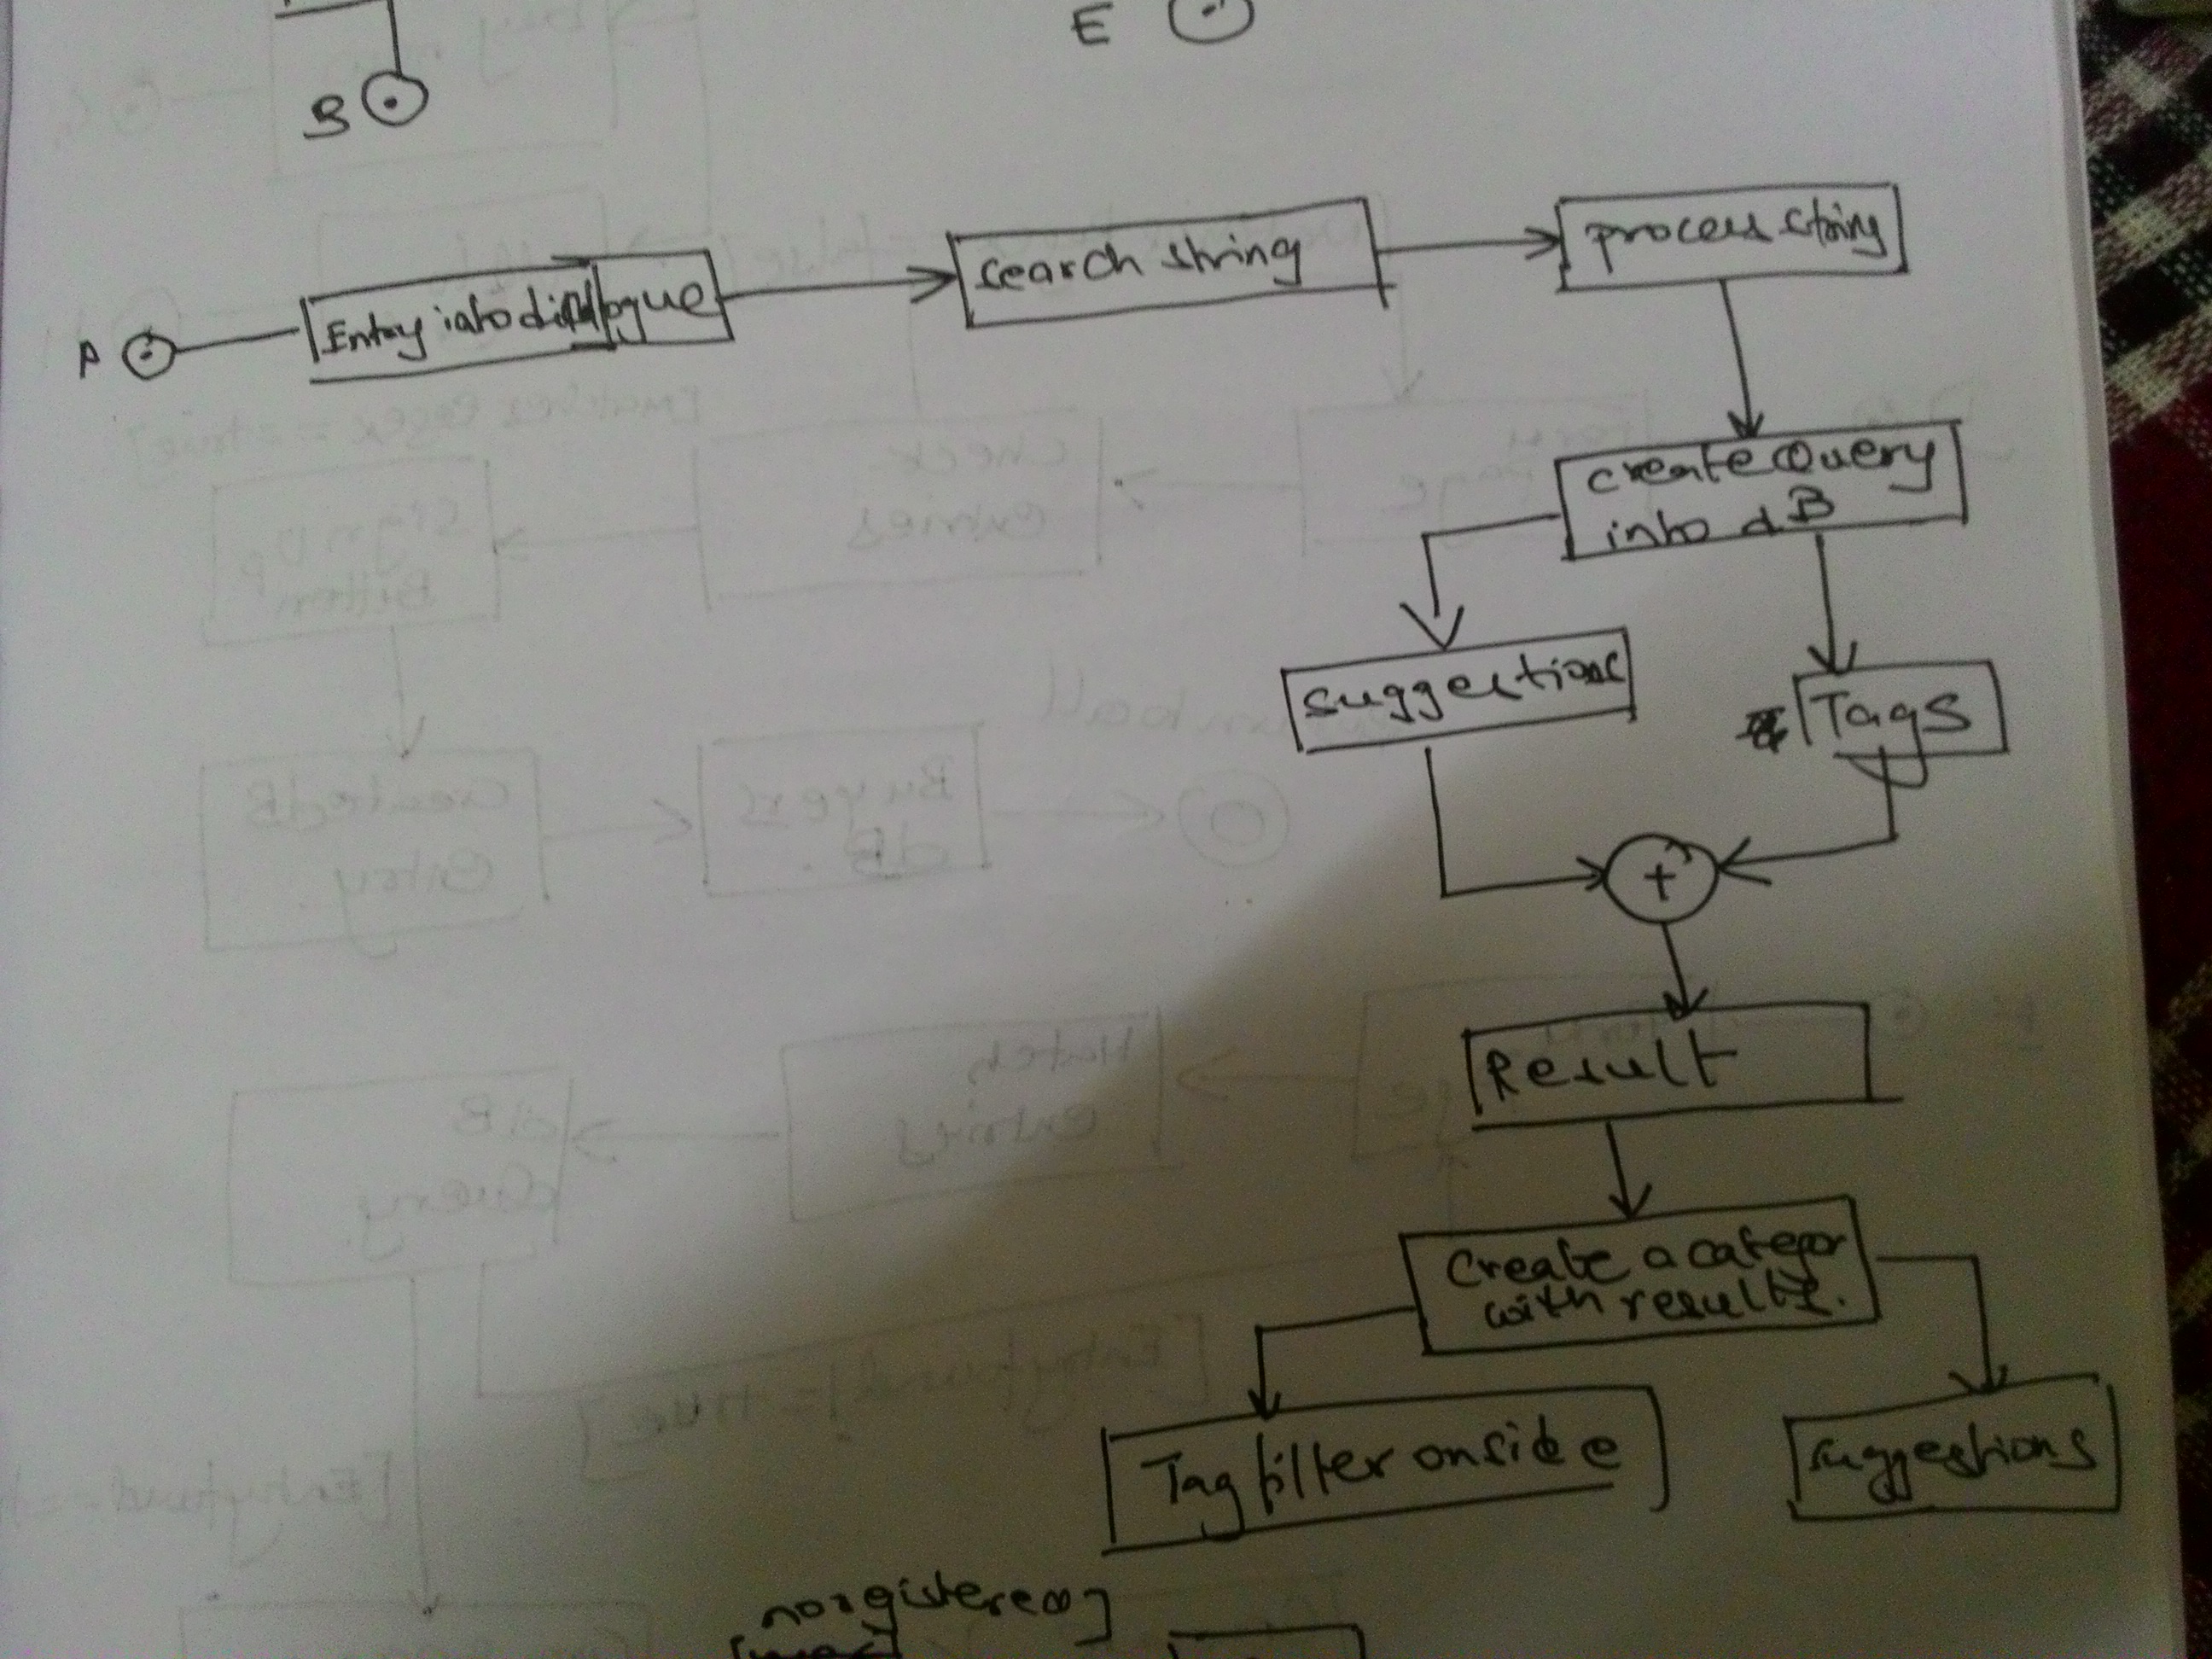 E
B
A
Entry into dialogue
search string
process string
create Query
into dB
suggestions
Tags
+
Result
Create a categor
with results.
Tag filter onside
suggestions
norgistered]